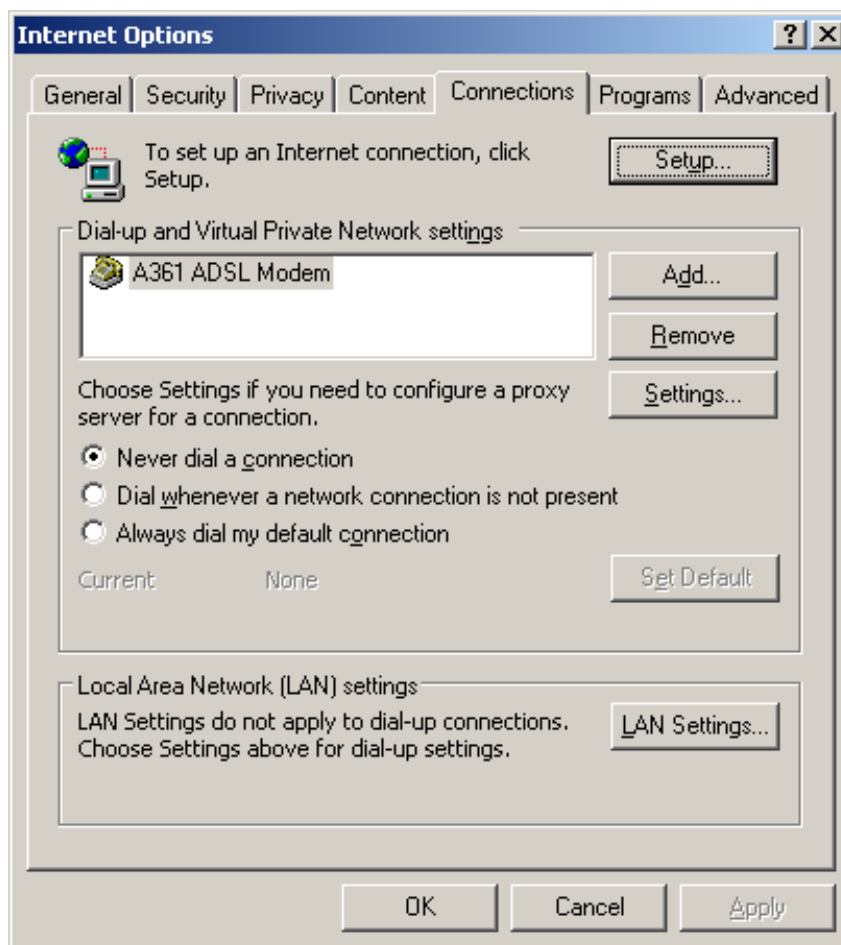 Internet Options
General Security Privacy Content Connections Programs Advanced
To set up an Internet connection, click
Setup.
Setup...
Dial-up and Virtual Private Network settings
A361 ADSL Modem
Add...
Remove
Choose Settings if you need to configure a proxy
server for a connection.
Settings...
Never dial a connection
Dial whenever a network connection is not present
Always dial my default connection
Current None
Set Default
Local Area Network (LAN) settings
LAN Settings do not apply to dial-up connections.
Choose Settings above for dial-up settings.
LAN Settings...
OK Cancel Apply